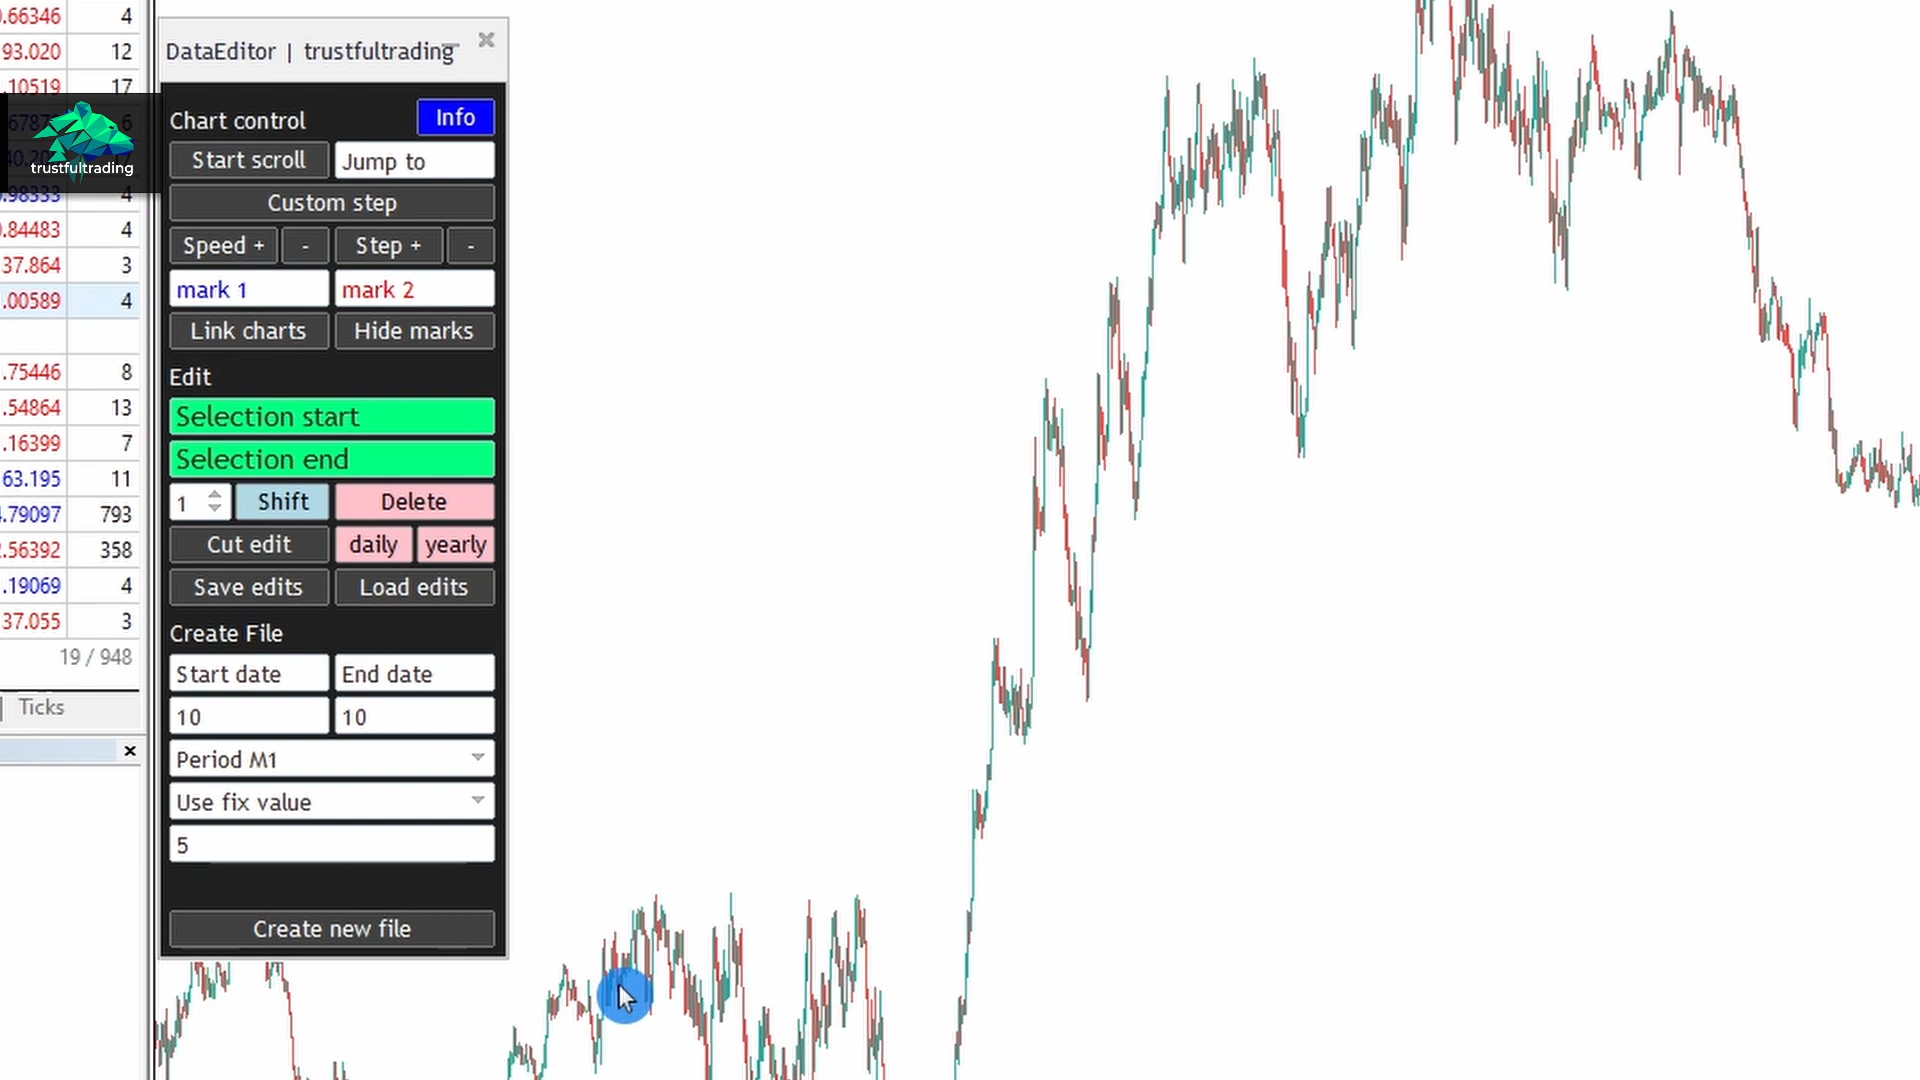 .66346 4
93.020 12
.10519 17
6
trustfultrading
4
.84483 4
37.864 3
.00589 4
.75446 8
.54864 13
.16399 7
63.195 11
.79097 793
.56392 358
.19069 4
37.055 3
19 / 948
Ticks
DataEditor | trustfultrading
Chart control
Info
Start scroll
Jump to
Custom step
Speed +
-
Step +
-
mark 1
mark 2
Link charts
Hide marks
Edit
Selection start
Selection end
1
Shift
Delete
Cut edit
daily
yearly
Save edits
Load edits
Create File
Start date
End date
10
10
Period M1
Use fix value
5
Create new file